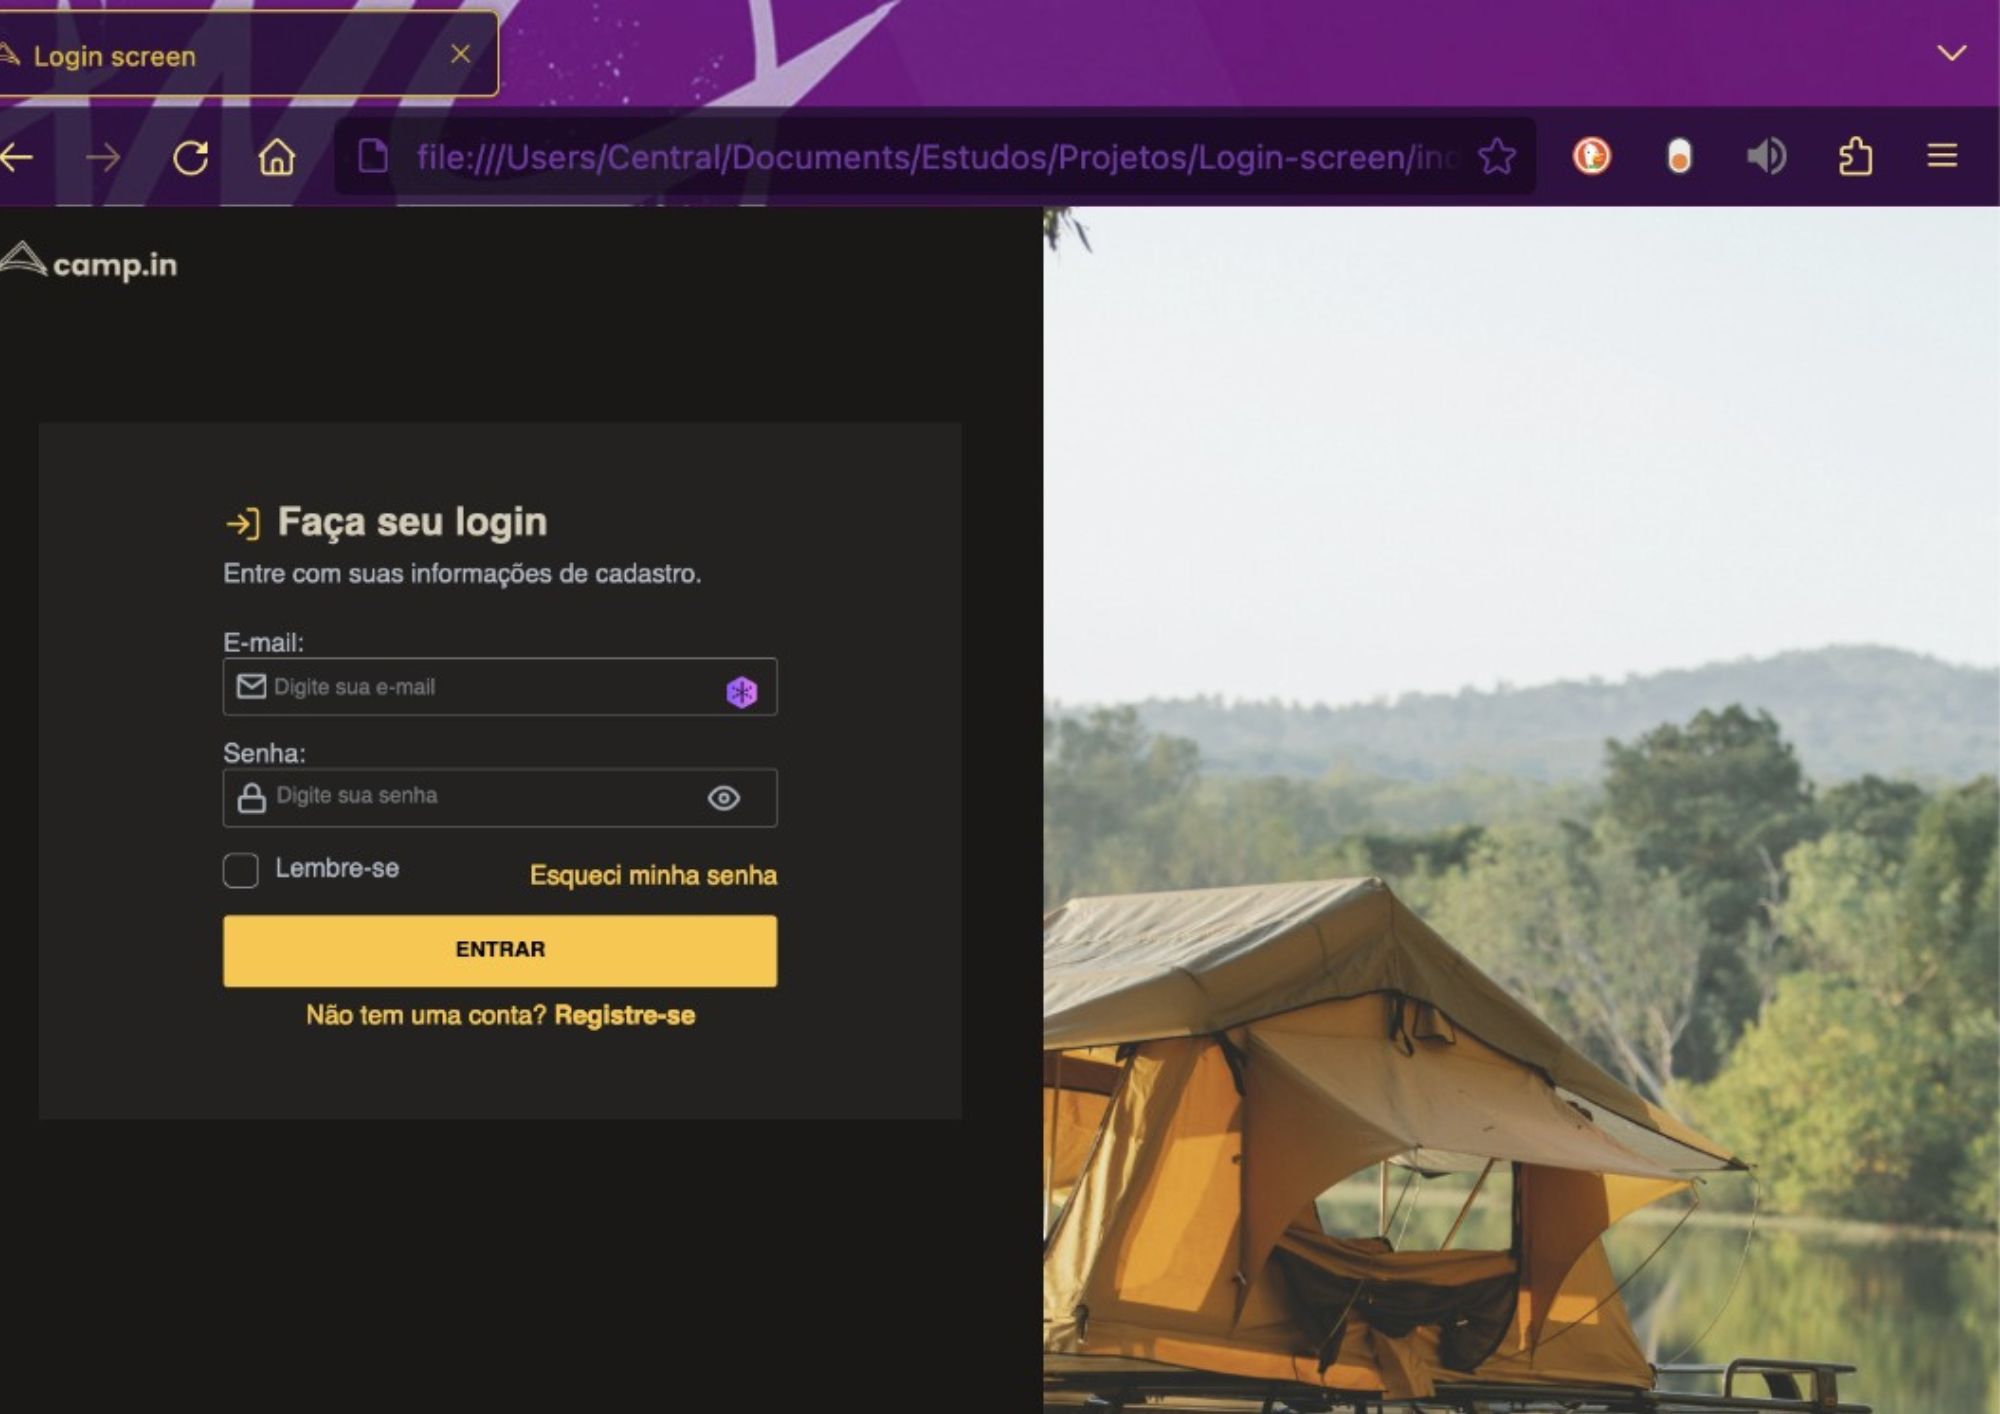 Login screen
file:///Users/Central/Documents/Estudos/Projetos/Login-screen/ind
camp.in
Faça seu login
Entre com suas informações de cadastro.
E-mail:
Digite sua e-mail
Senha:
Digite sua senha
Lembre-se
Esqueci minha senha
ENTRAR
Não tem uma conta? Registre-se